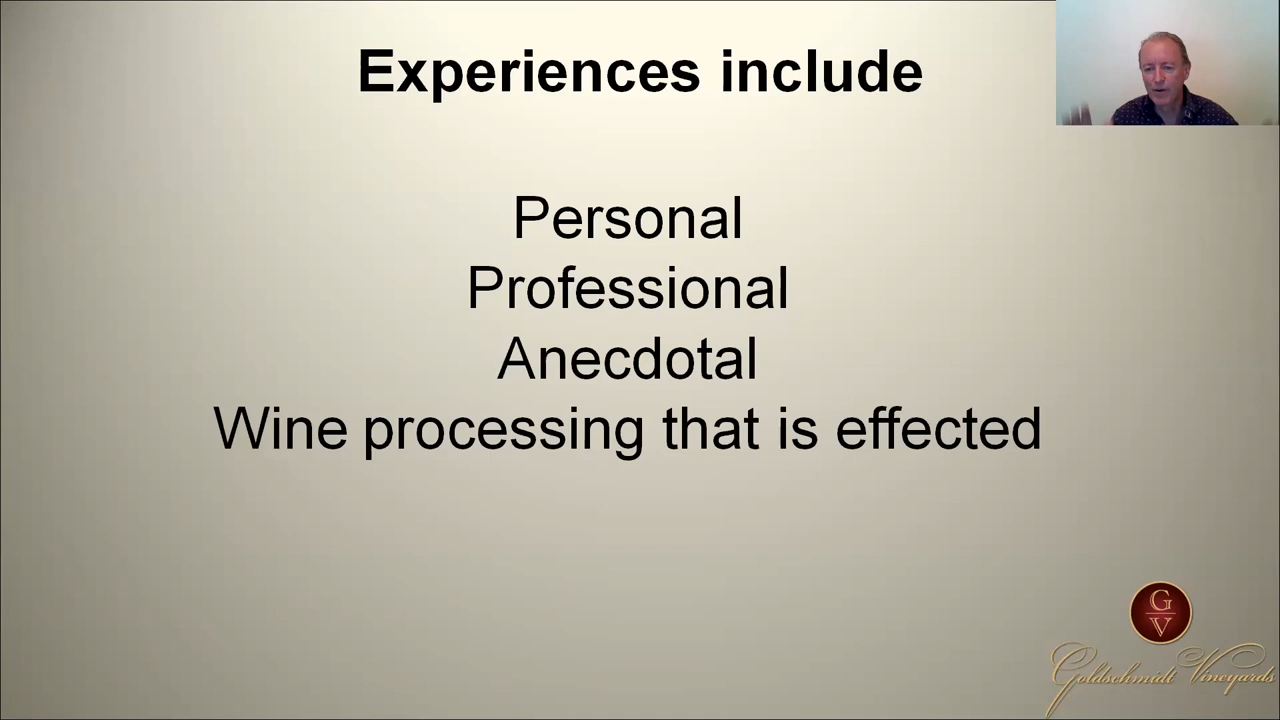 Experiences include
Personal
Professional
Anecdotal
Wine processing that is effected
G
V
Goldschmidt Vineyards